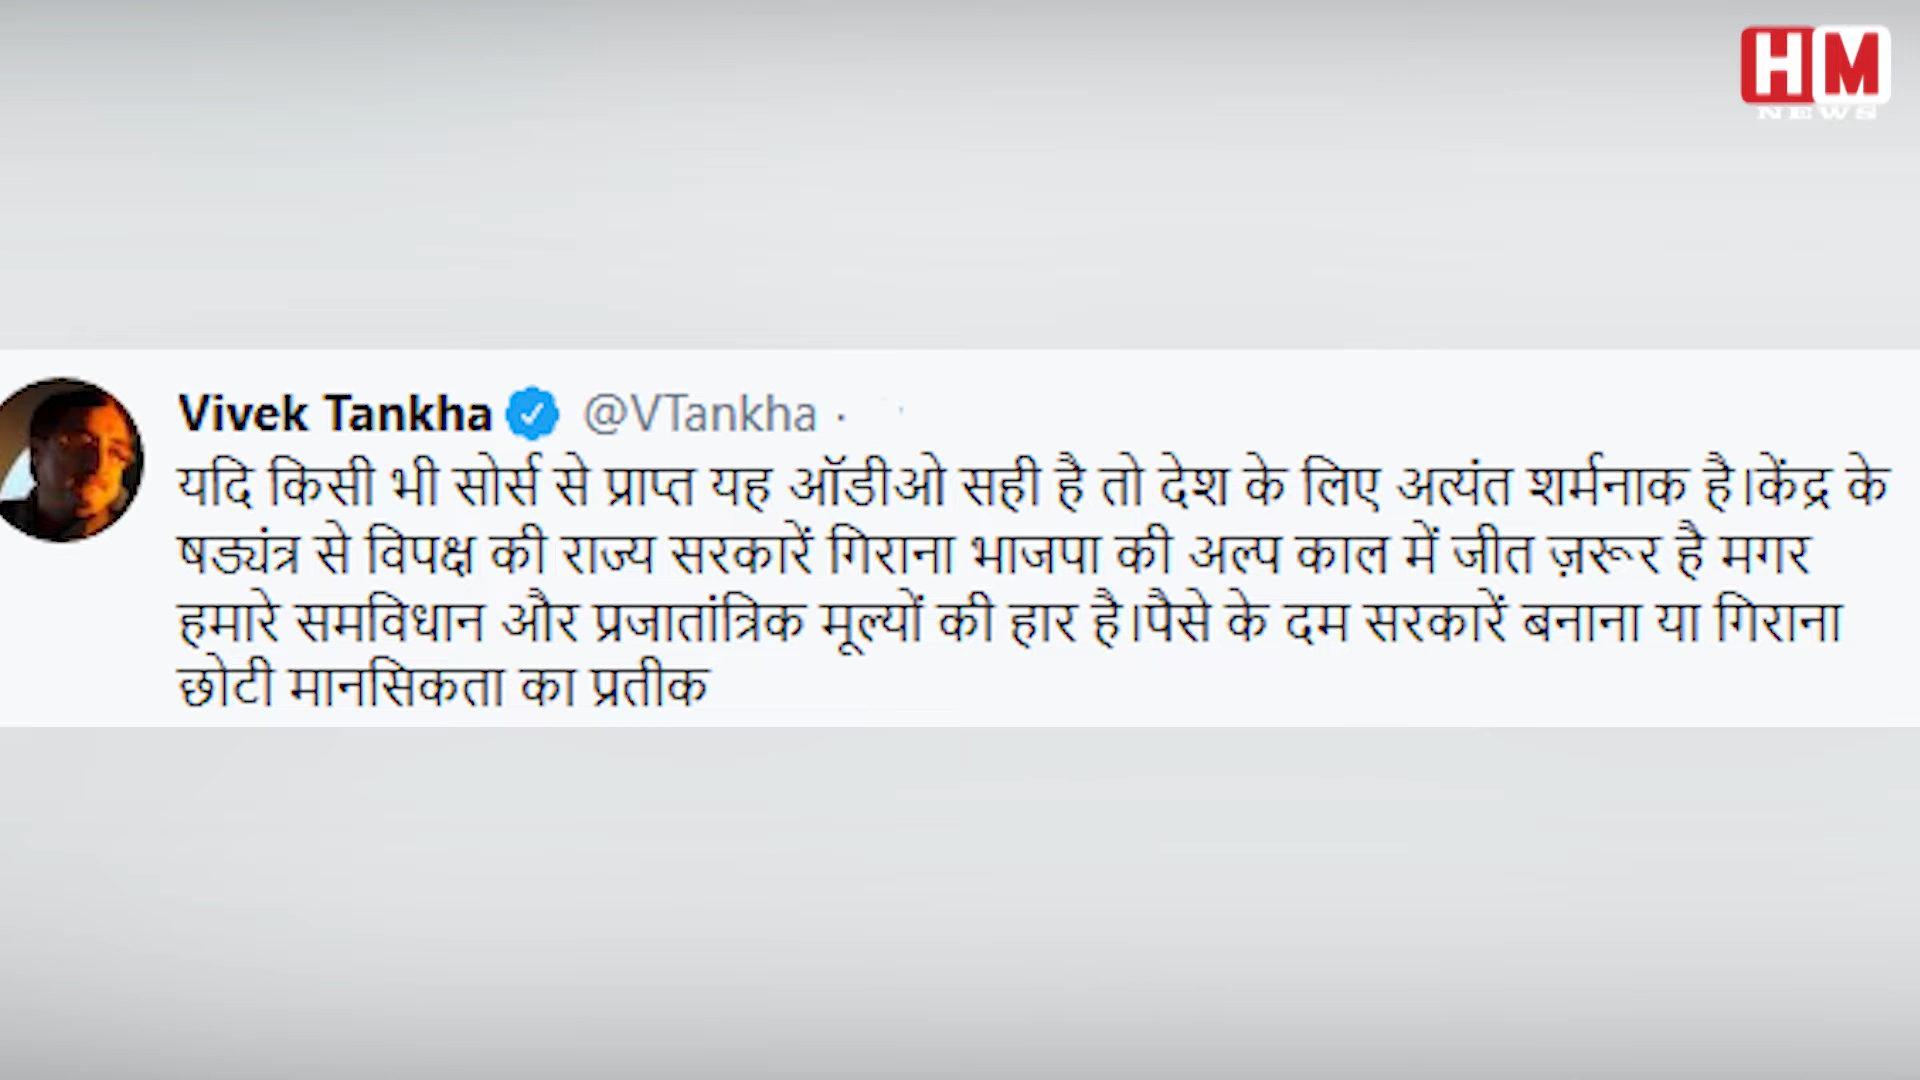 HM
NEWS
Vivek Tankha @VTankha ·
यदि किसी भी सोर्स से प्राप्त यह ऑडीओ सही है तो देश के लिए अत्यंत शर्मनाक है।केंद्र के
षड्यंत्र से विपक्ष की राज्य सरकारें गिराना भाजपा की अल्प काल में जीत ज़रूर है मगर
हमारे समविधान और प्रजातांत्रिक मूल्यों की हार है।पैसे के दम सरकारें बनाना या गिराना
छोटी मानसिकता का प्रतीक